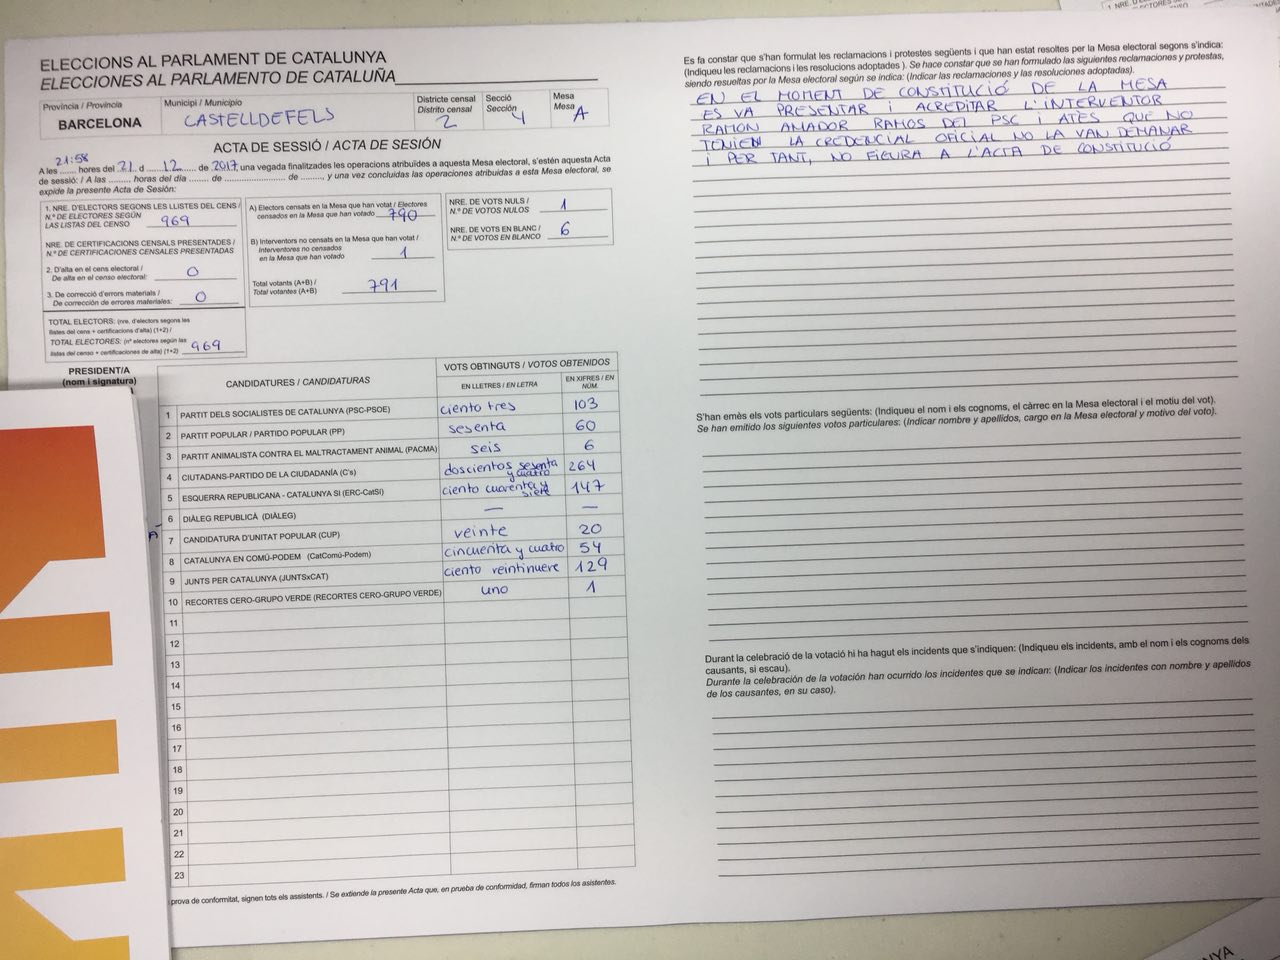 ELECCIONS AL PARLAMENT DE CATALUNYA
ELECCIONES AL PARLAMENTO DE CATALUÑA
Província / Provincia
BARCELONA
Municipi / Municipio
CASTELLDEFELS
Districte censal
Distrito censal
2
Secció
Sección
4
Mesa
Mesa
A
ACTA DE SESSIÓ / ACTA DE SESIÓN
21:58
A les ....... hores del 21 d ......12...... de 2017, una vegada finalitzades les operacions atribuïdes a aquesta Mesa electoral, s'estén aquesta Acta
de sessió: / A las ......... horas del día ....... de ........................ de ........, y una vez concluidas las operaciones atribuidas a esta Mesa electoral, se
expide la presente Acta de Sesión:
1. NRE. D'ELECTORS SEGONS LES LLISTES DEL CENS /
N.º DE ELECTORES SEGÚN
LAS LISTAS DEL CENSO 969
NRE. DE CERTIFICACIONS CENSALS PRESENTADES /
N.º DE CERTIFICACIONES CENSALES PRESENTADAS
2. D'alta en el cens electoral /
De alta en el censo electoral: 0
3. De correcció d'errors materials /
De corrección de errores materiales: 0
TOTAL ELECTORS: (nre. d'electors segons les
llistes del cens + certificacions d'alta) (1+2) /
TOTAL ELECTORES: (nº electores según las
listas del censo + certificaciones de alta) (1+2) 969
A) Electors censats en la Mesa que han votat / Electores
censados en la Mesa que han votado 790
B) Interventors no censats en la Mesa que han votat /
Interventores no censados
en la Mesa que han votado 1
Total votants (A+B) /
Total votantes (A+B) 791
NRE. DE VOTS NULS /
N.º DE VOTOS NULOS 1
NRE. DE VOTS EN BLANC /
N.º DE VOTOS EN BLANCO 6
PRESIDENT/A
(nom i signatura)
CANDIDATURES / CANDIDATURAS
VOTS OBTINGUTS / VOTOS OBTENIDOS
EN LLETRES / EN LETRA
EN XIFRES / EN NÚM.
1 PARTIT DELS SOCIALISTES DE CATALUNYA (PSC-PSOE) ciento tres 103
2 PARTIT POPULAR / PARTIDO POPULAR (PP) sesenta 60
3 PARTIT ANIMALISTA CONTRA EL MALTRACTAMENT ANIMAL (PACMA) seis 6
4 CIUTADANS-PARTIDO DE LA CIUDADANÍA (C's) doscientos sesenta y cuatro 264
5 ESQUERRA REPUBLICANA - CATALUNYA SI (ERC-CatSí) ciento cuarenta y siete 147
6 DIÀLEG REPUBLICÀ (DIÀLEG) — —
7 CANDIDATURA D'UNITAT POPULAR (CUP) veinte 20
8 CATALUNYA EN COMÚ-PODEM (CatComú-Podem) cincuenta y cuatro 54
9 JUNTS PER CATALUNYA (JUNTSxCAT) ciento veintinueve 129
10 RECORTES CERO-GRUPO VERDE (RECORTES CERO-GRUPO VERDE) uno 1
11
12
13
14
15
16
17
18
19
20
21
22
23
prova de conformitat, signen tots els assistents. / Se extiende la presente Acta que, en prueba de conformidad, firman todos los asistentes.
Es fa constar que s'han formulat les reclamacions i protestes següents i que han estat resoltes per la Mesa electoral segons s'indica:
(Indiqueu les reclamacions i les resolucions adoptades ). Se hace constar que se han formulado las siguientes reclamaciones y protestas,
siendo resueltas por la Mesa electoral según se indica: (Indicar las reclamaciones y las resoluciones adoptadas).
EN EL MOMENT DE CONSTITUCIÓ DE LA MESA
ES VA PRESENTAR I ACREDITAR L'INTERVENTOR
RAMON AMADOR RAMOS DEL PSC I ATÈS QUE NO
TENIEN LA CREDENCIAL OFICIAL NO LA VAN DEMANAR
I PER TANT, NO FIGURA A L'ACTA DE CONSTITUCIÓ
S'han emès els vots particulars següents: (Indiqueu el nom i els cognoms, el càrrec en la Mesa electoral i el motiu del vot).
Se han emitido los siguientes votos particulares: (Indicar nombre y apellidos, cargo en la Mesa electoral y motivo del voto).
Durant la celebració de la votació hi ha hagut els incidents que s'indiquen: (Indiqueu els incidents, amb el nom i els cognoms dels
causants, si escau).
Durante la celebración de la votación han ocurrido los incidentes que se indican: (Indicar los incidentes con nombre y apellidos
de los causantes, en su caso).